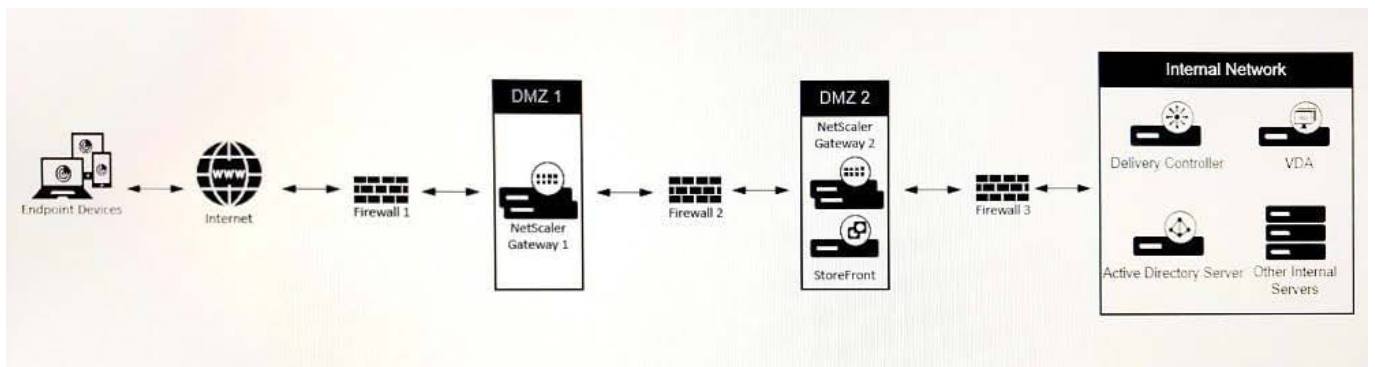 Endpoint Devices
WWW
Internet
Firewall 1
DMZ 1
NetScaler
Gateway 1
Firewall 2
DMZ 2
NetScaler
Gateway 2
StoreFront
Firewall 3
Internal Network
Delivery Controller
VDA
Active Directory Server
Other Internal
Servers